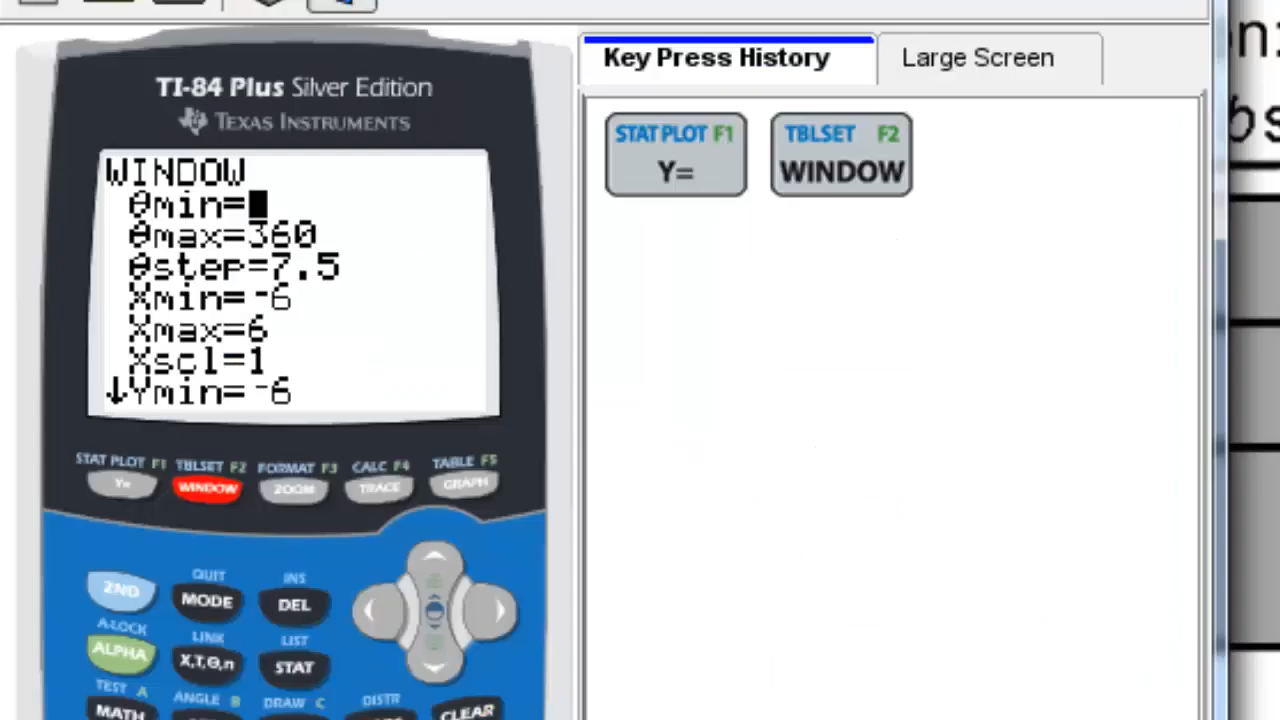 Key Press History
Large Screen
TI-84 Plus Silver Edition
TEXAS INSTRUMENTS
STAT PLOT F1
Y=
TBLSET F2
WINDOW
WINDOW
θmin=
θmax=360
θstep=7.5
Xmin=-6
Xmax=6
Xscl=1
↓Ymin=-6
STAT PLOT F1 TBLSET F2 FORMAT F3 CALC F4 TABLE F5
Y= WINDOW ZOOM TRACE GRAPH
QUIT INS
2ND MODE DEL
A-LOCK LINK LIST
ALPHA X,T,θ,n STAT
TEST A ANGLE B DRAW C DISTR
MATH CLEAR